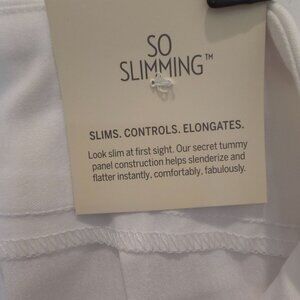 SO
SLIMMING™
SLIMS. CONTROLS. ELONGATES.
Look slim at first sight. Our secret tummy
panel construction helps slenderize and
flatter instantly, comfortably, fabulously.